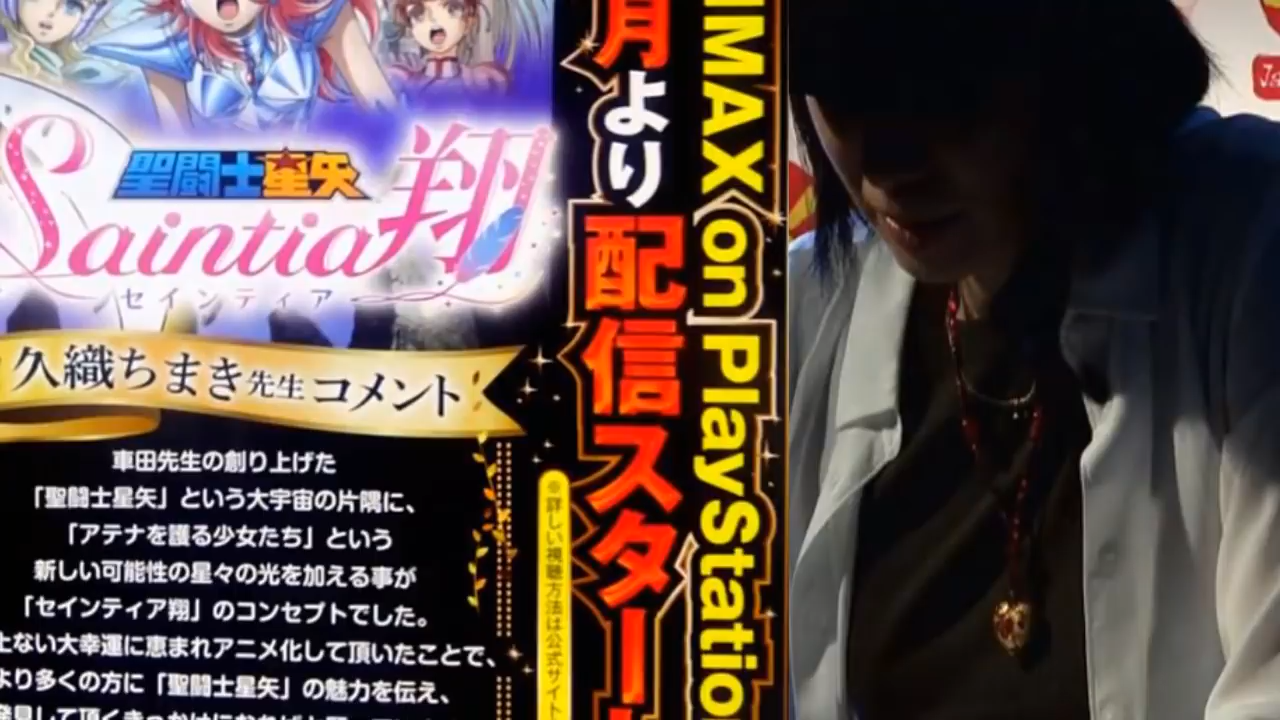 聖闘士星矢
Saintia翔
セインティア
久織ちまき先生コメント
車田先生の創り上げた
「聖闘士星矢」という大宇宙の片隅に、
「アテナを護る少女たち」という
新しい可能性の星々の光を加える事が
「セインティア翔」のコンセプトでした。
上ない大幸運に恵まれアニメ化して頂いたことで、
より多くの方に「聖闘士星矢」の魅力を伝え、
月より配信スター
IMAX on PlayStatio
※詳しい視聴方法は公式サイト